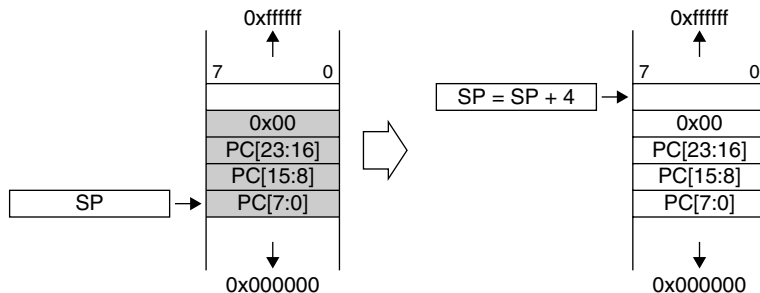 0xffffff 0xffffff
7 0 7 0
SP = SP + 4
0x00 0x00
PC[23:16] PC[23:16]
PC[15:8] PC[15:8]
SP PC[7:0] PC[7:0]
0x000000 0x000000